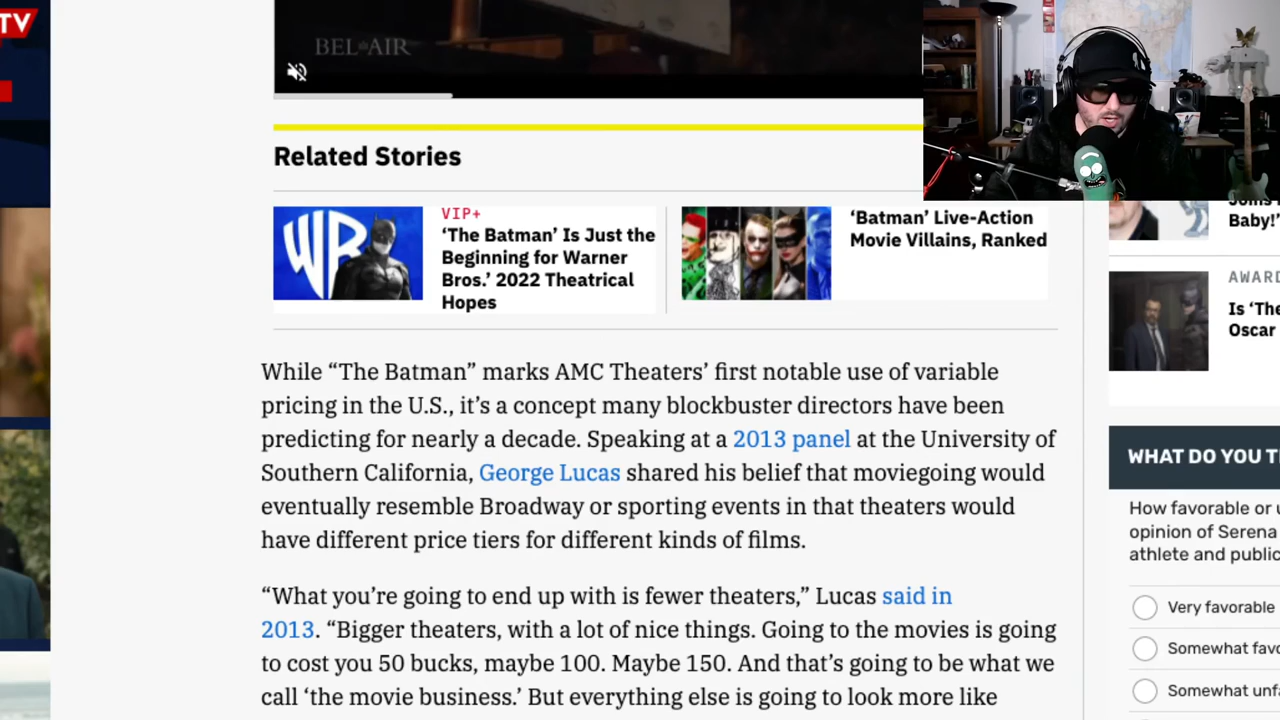 TV
BEL AIR
Related Stories
VIP+
‘The Batman’ Is Just the
Beginning for Warner
Bros.’ 2022 Theatrical
Hopes
WB
‘Batman’ Live-Action
Movie Villains, Ranked
While “The Batman” marks AMC Theaters’ first notable use of variable
pricing in the U.S., it’s a concept many blockbuster directors have been
predicting for nearly a decade. Speaking at a 2013 panel at the University of
Southern California, George Lucas shared his belief that moviegoing would
eventually resemble Broadway or sporting events in that theaters would
have different price tiers for different kinds of films.
“What you’re going to end up with is fewer theaters,” Lucas said in
2013. “Bigger theaters, with a lot of nice things. Going to the movies is going
to cost you 50 bucks, maybe 100. Maybe 150. And that’s going to be what we
call ‘the movie business.’ But everything else is going to look more like
Baby!’
AWARD
Is ‘The
Oscar
WHAT DO YOU T
How favorable or u
opinion of Serena
athlete and public
Very favorable
Somewhat favo
Somewhat unfa